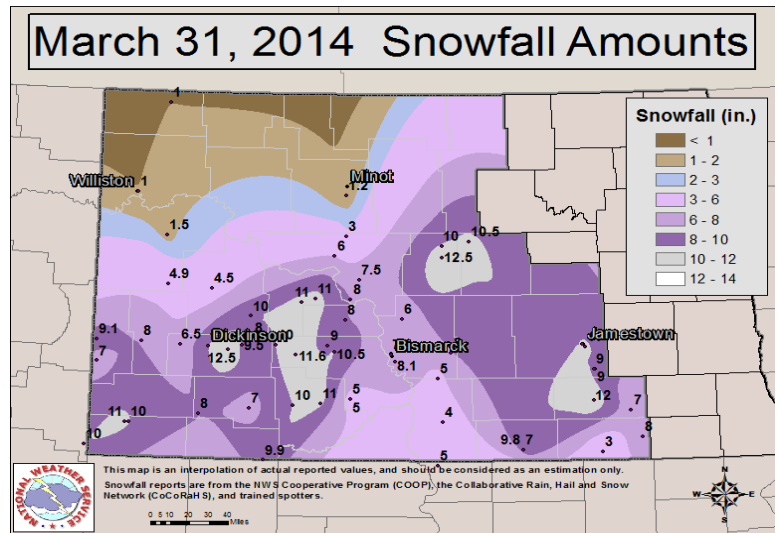 March 31, 2014 Snowfall Amounts
1
Snowfall (in.)
< 1
1 - 2
2 - 3
3 - 6
6 - 8
8 - 10
10 - 12
12 - 14
Williston
1
Minot
1.2
1.5
3
10
10.5
6
12.5
4.9
4.5
7.5
8
11
11
10
8
6
9.1
8
6.5
8
Dickinson
9.5
9
Bismarck
Jamestown
7
12.5
11.6
10.5
8.1
9
5
9
11
10
8
7
10
11
5
5
12
7
4
10
9.9
9.8
7
3
8
5
NATIONAL WEATHER SERVICE
This map is an interpolation of actual reported values, and should be considered as an estimation only.
Snowfall reports are from the NWS Cooperative Program (COOP), the Collaborative Rain, Hail and Snow
Network (CoCoRaHS), and trained spotters.
0 5 10 20 30 40
Miles
N
W
E
S